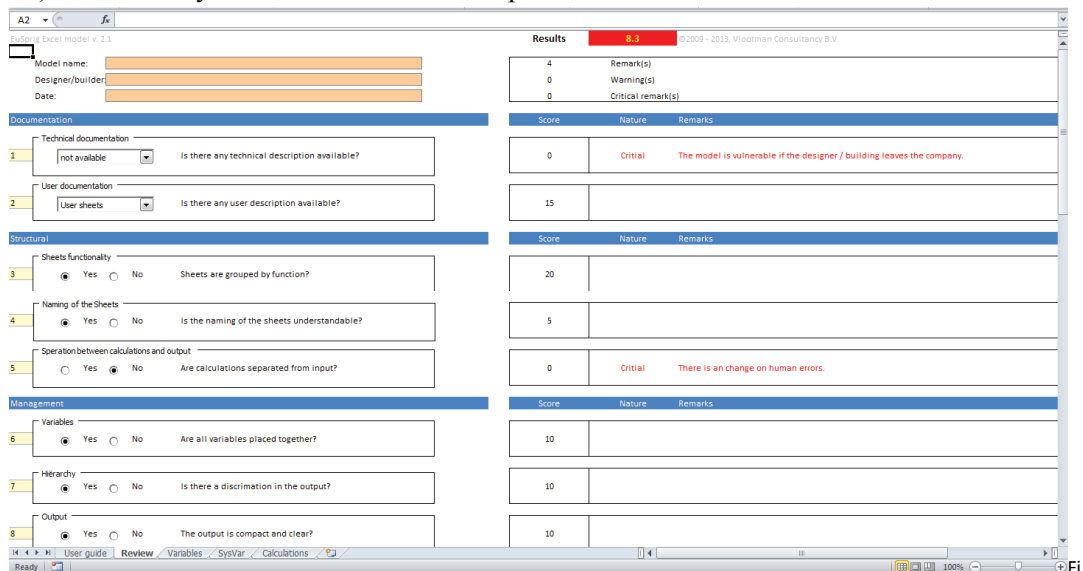 A2 fx
EuSprig Excel model v. 2.1 Results 8.3 ©2009 - 2013, Vlootman Consultancy B.V.
Model name: 4 Remark(s)
Designer/builder: 0 Warning(s)
Date: 0 Critical remark(s)
Documentation Score Nature Remarks
Technical documentation
1 not available Is there any technical description available? 0 Critial The model is vulnerable if the designer / building leaves the company.
User documentation
2 User sheets Is there any user description available? 15
Structural Score Nature Remarks
Sheets functionality
3 Yes No Sheets are grouped by function? 20
Naming of the Sheets
4 Yes No Is the naming of the sheets understandable? 5
Speration between calculations and output
5 Yes No Are calculations separated from input? 0 Critial There is an change on human errors.
Management Score Nature Remarks
Variables
6 Yes No Are all variables placed together? 10
Hiërarchy
7 Yes No Is there a discrimation in the output? 10
Output
8 Yes No The output is compact and clear? 10
User guide Review Variables SysVar Calculations
Ready 100% Fi